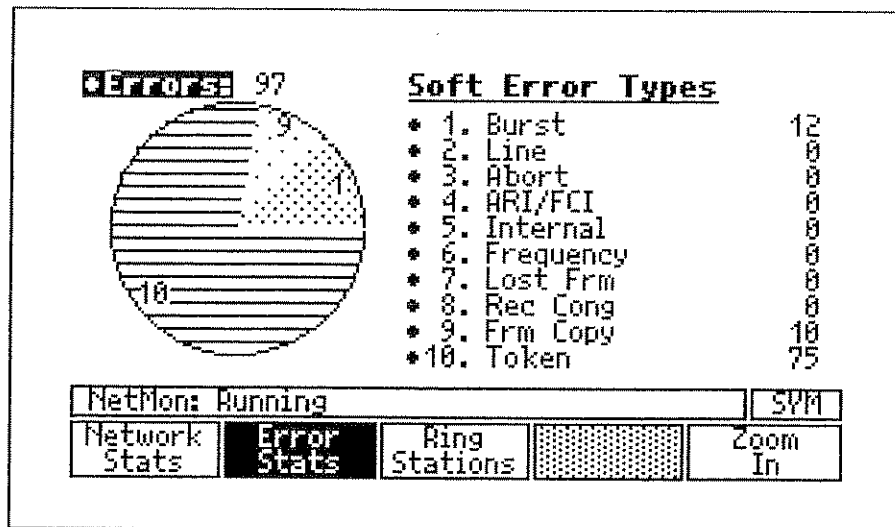 *Errors: 97
Soft Error Types
* 1. Burst 12
* 2. Line 0
* 3. Abort 0
* 4. ARI/FCI 0
* 5. Internal 0
* 6. Frequency 0
* 7. Lost Frm 0
* 8. Rec Cong 0
* 9. Frm Copy 10
*10. Token 75
9
1
10
NetMon: Running SYM
Network Stats
Error Stats
Ring Stations
Zoom In